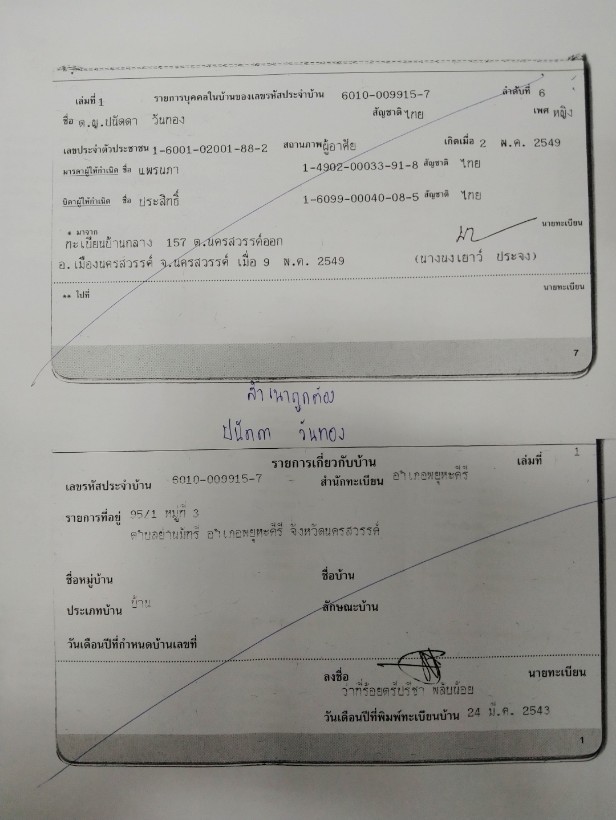 เล่มที่ 1 รายการบุคคลในบ้านของเลขรหัสประจำบ้าน 6010-009915-7 ลำดับที่ 6
ชื่อ ด.ญ.ปนัดดา วันทอง สัญชาติ ไทย เพศ หญิง
เลขประจำตัวประชาชน 1-6001-02001-88-2 สถานภาพ ผู้อาศัย เกิดเมื่อ 2 พ.ค. 2549
มารดาผู้ให้กำเนิด ชื่อ แพรนภา 1-4902-00033-91-8 สัญชาติ ไทย
บิดาผู้ให้กำเนิด ชื่อ ประสิทธิ์ 1-6099-00040-08-5 สัญชาติ ไทย
* มาจาก
ทะเบียนบ้านกลาง 157 ต.นครสวรรค์ออก นายทะเบียน
อ.เมืองนครสวรรค์ จ.นครสวรรค์ เมื่อ 9 พ.ค. 2549 (นางนงเยาว์ ประจง)
** ไปที่ นายทะเบียน
7
สำเนาถูกต้อง
ปนัดดา วันทอง
รายการเกี่ยวกับบ้าน เล่มที่ 1
เลขรหัสประจำบ้าน 6010-009915-7 สำนักทะเบียน อำเภอพยุหะคีรี
รายการที่อยู่ 95/1 หมู่ที่ 3
ตำบลย่านมัทรี อำเภอพยุหะคีรี จังหวัดนครสวรรค์
ชื่อหมู่บ้าน ชื่อบ้าน
ประเภทบ้าน บ้าน ลักษณะบ้าน
วันเดือนปีที่กำหนดบ้านเลขที่
ลงชื่อ นายทะเบียน
ว่าที่ร้อยตรีปรีชา พลับน้อย
วันเดือนปีที่พิมพ์ทะเบียนบ้าน 24 มี.ค. 2543
1